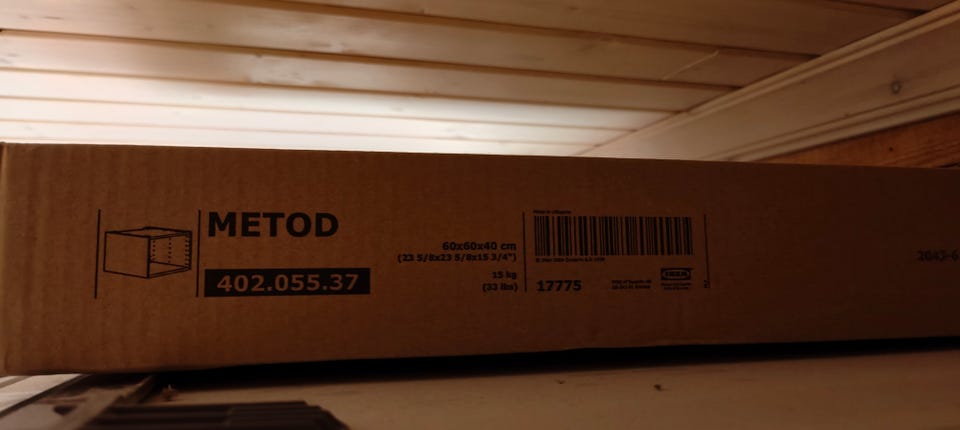 METOD
402.055.37
60x60x40 cm
(23 5/8x23 5/8x15 3/4")
15 kg
(33 lbs)
17775
IKEA